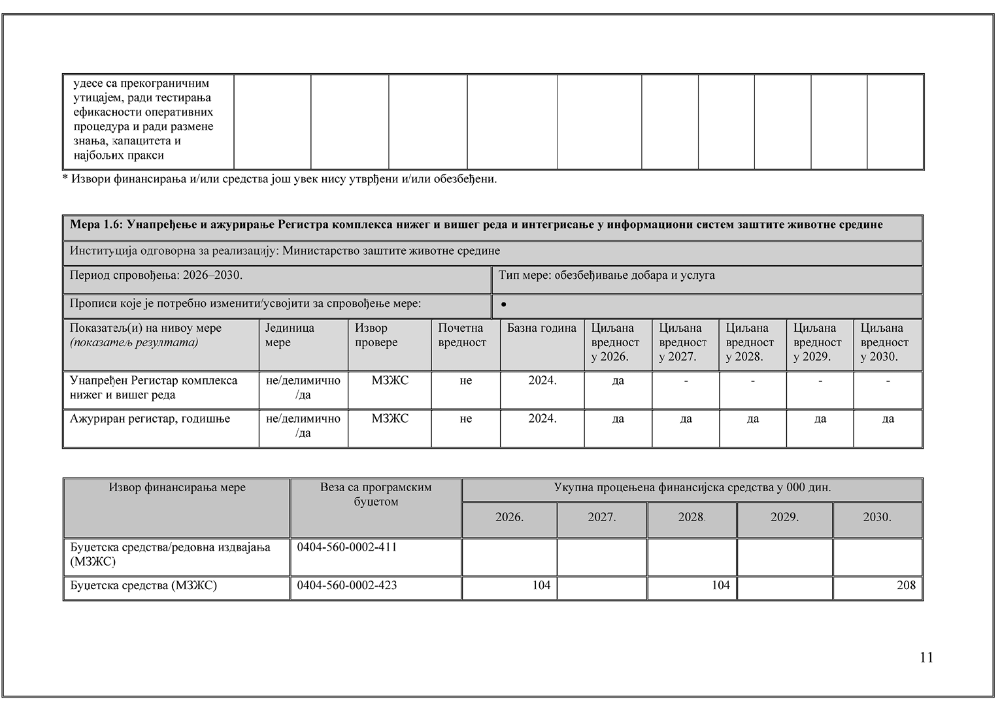 удесе са прекограничним
утицајем, ради тестирања
ефикасности оперативних
процедура и ради размене
знања, капацитета и
најбољих пракси
* Извори финансирања и/или средства још увек нису утврђени и/или обезбеђени.
Мера 1.6: Унапређење и ажурирање Регистра комплекса нижег и вишег реда и интегрисање у информациони систем заштите животне средине
Институција одговорна за реализацију: Министарство заштите животне средине
Период спровођења: 2026–2030. Тип мере: обезбеђивање добара и услуга
Прописи које је потребно изменити/усвојити за спровођење мере: •
Показатељ(и) на нивоу мере Јединица Извор Почетна Базна година Циљана Циљана Циљана Циљана Циљана
(показатељ резултата) мере провере вредност вредност вредност вредност вредност вредност
у 2026. у 2027. у 2028. у 2029. у 2030.
Унапређен Регистар комплекса не/делимично МЗЖС не 2024. да - - - -
нижег и вишег реда /да
Ажуриран регистар, годишње не/делимично МЗЖС не 2024. да да да да да
/да
Извор финансирања мере Веза са програмским Укупна процењена финансијска средства у 000 дин.
буџетом
2026. 2027. 2028. 2029. 2030.
Буџетска средства/редовна издвајања 0404-560-0002-411
(МЗЖС)
Буџетска средства (МЗЖС) 0404-560-0002-423 104 104 208
11